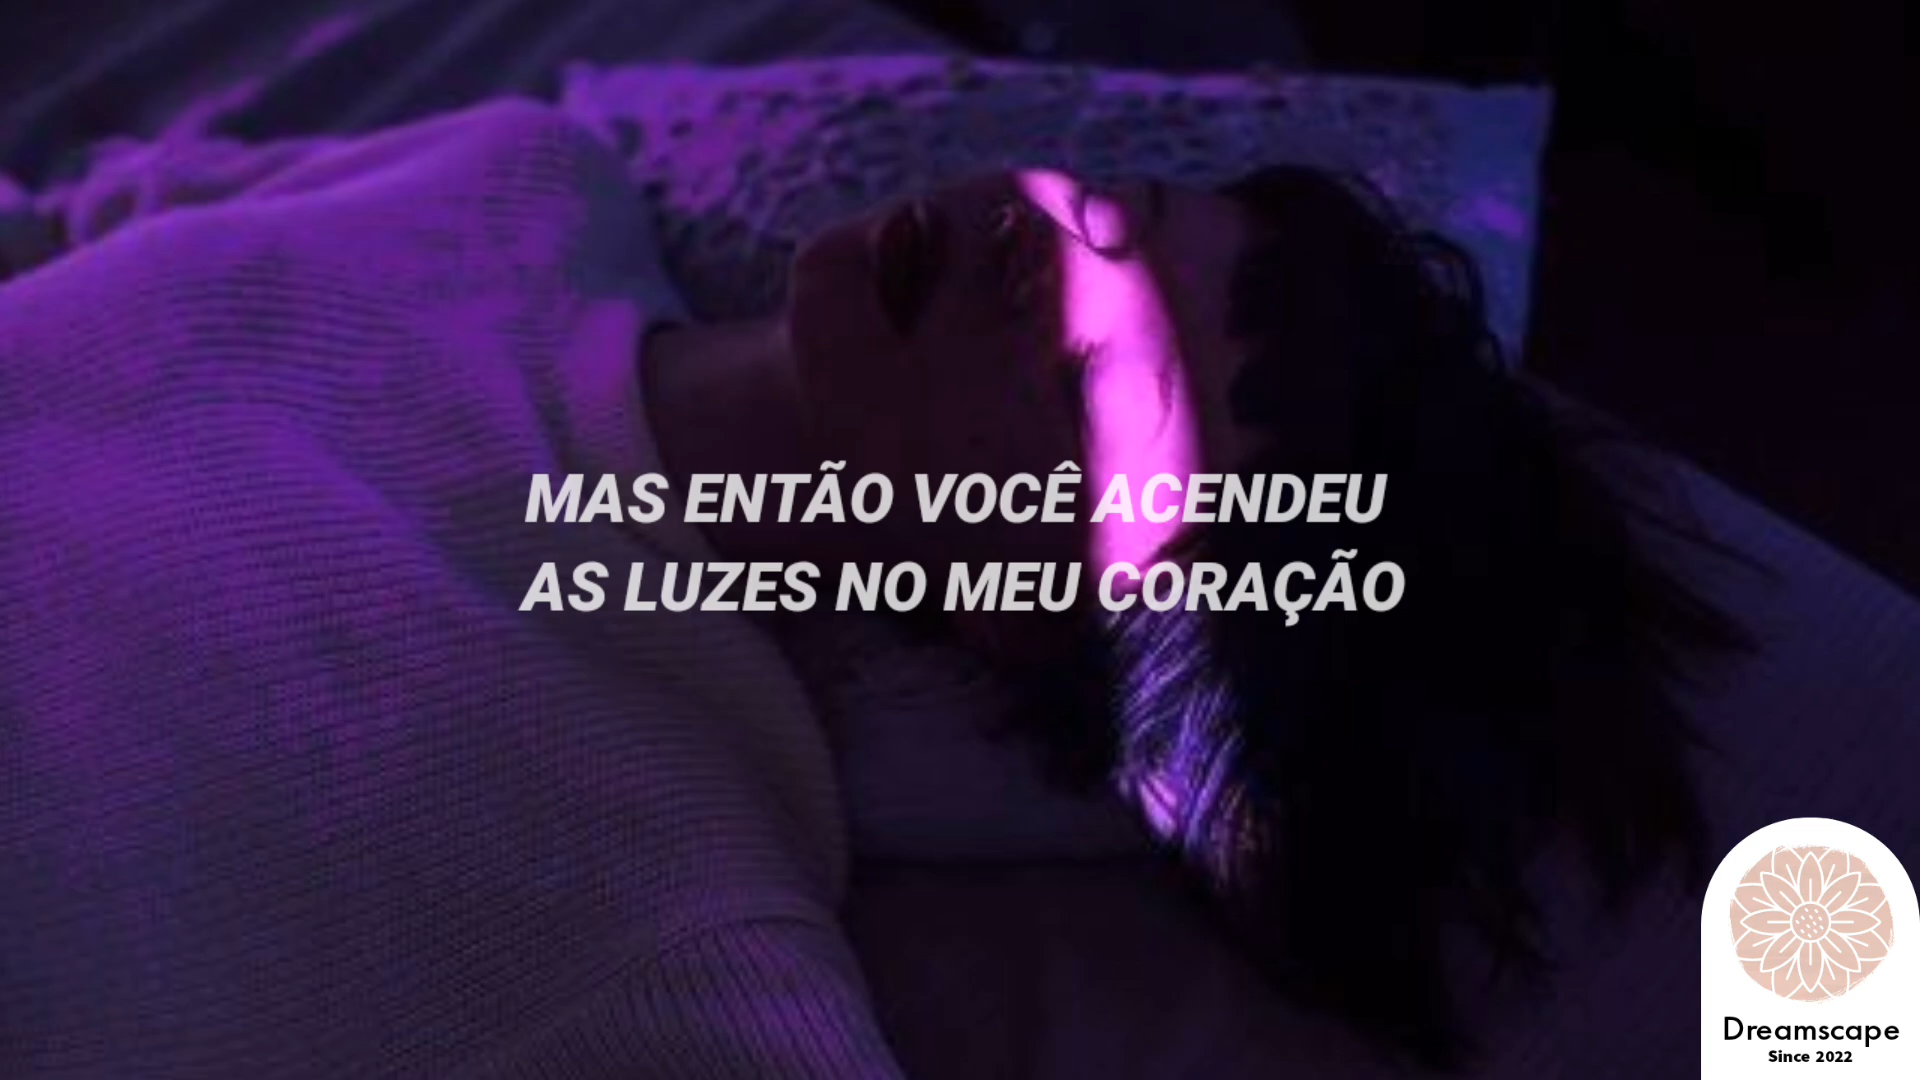 MAS ENTÃO VOCÊ ACENDEU
AS LUZES NO MEU CORAÇÃO
Dreamscape
Since 2022